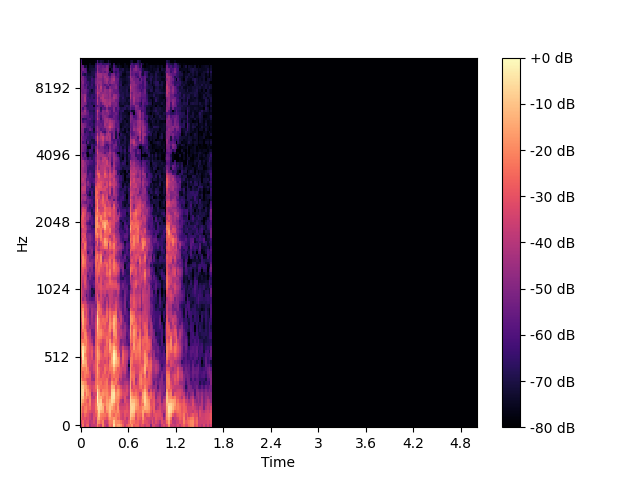 8192
4096
2048
1024
512
0
Hz
0 0.6 1.2 1.8 2.4 3 3.6 4.2 4.8
Time
+0 dB
-10 dB
-20 dB
-30 dB
-40 dB
-50 dB
-60 dB
-70 dB
-80 dB